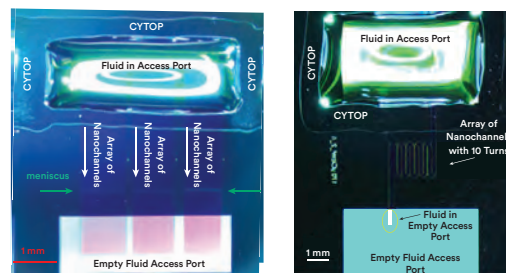 CYTOP
Fluid in Access Port
CYTOP
CYTOP
Array of
Nanochannels
Array of
Nanochannels
Array of
Nanochannels
meniscus
1 mm
Empty Fluid Access Port
Fluid in Access Port
CYTOP
CYTOP
Array of
Nanochannels
with 10 Turns
Fluid in
Empty Access
Port
1 mm
Empty Fluid Access
Port